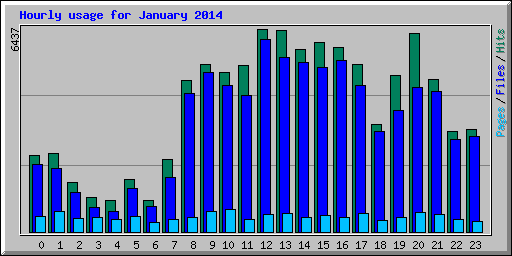 Hourly usage for January 2014
6437
Pages / Files / Hits
0 1 2 3 4 5 6 7 8 9 10 11 12 13 14 15 16 17 18 19 20 21 22 23